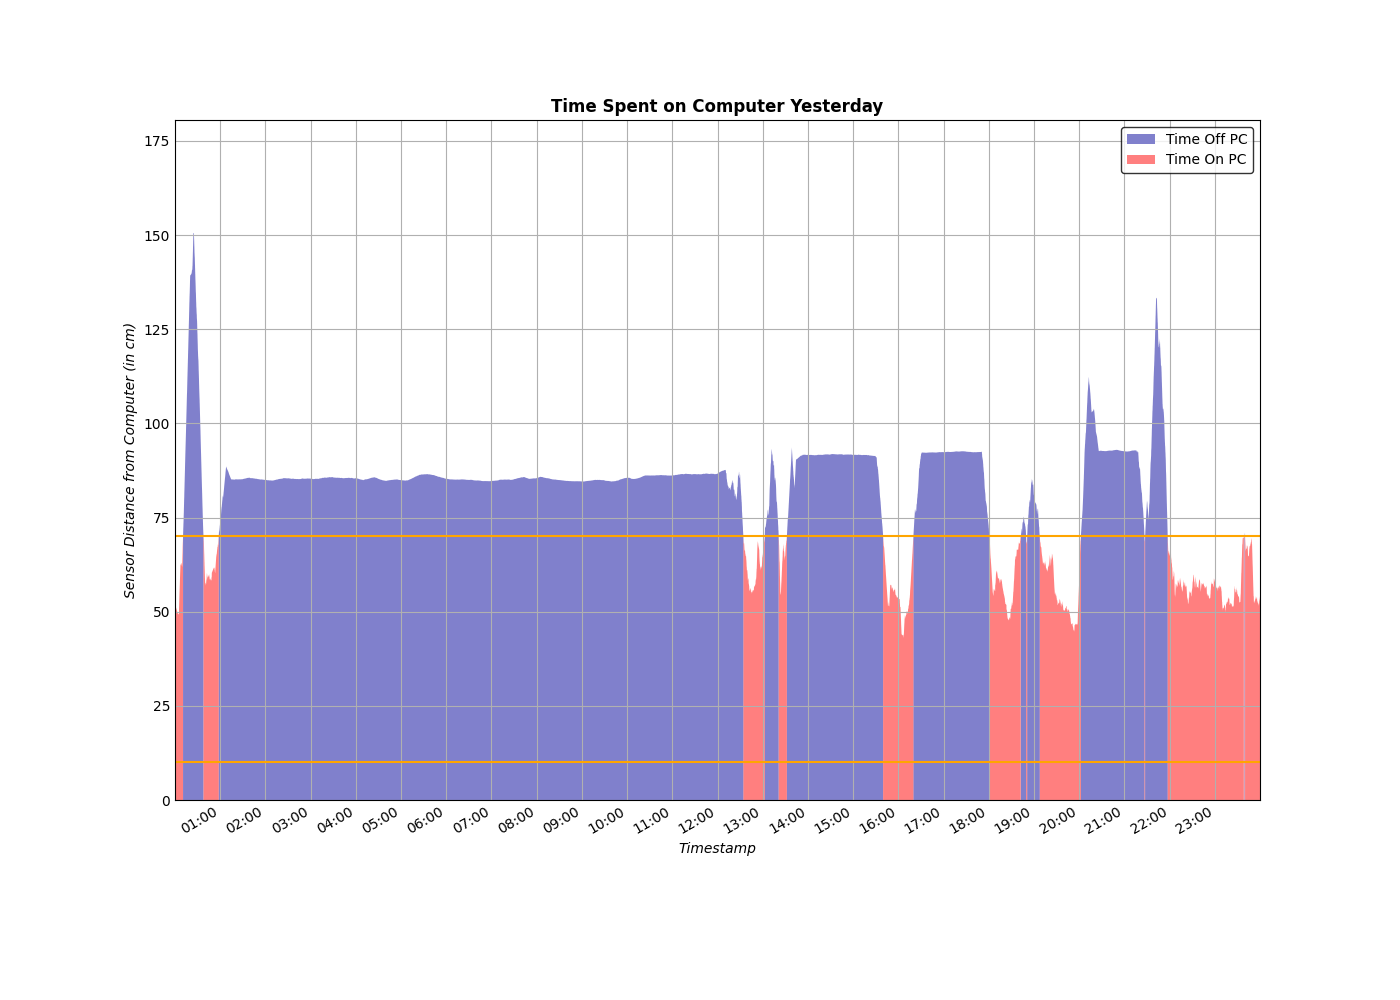 Time Spent on Computer Yesterday
Time Off PC
Time On PC
Sensor Distance from Computer (in cm)
175
150
125
100
75
50
25
0
01:00 02:00 03:00 04:00 05:00 06:00 07:00 08:00 09:00 10:00 11:00 12:00 13:00 14:00 15:00 16:00 17:00 18:00 19:00 20:00 21:00 22:00 23:00
Timestamp